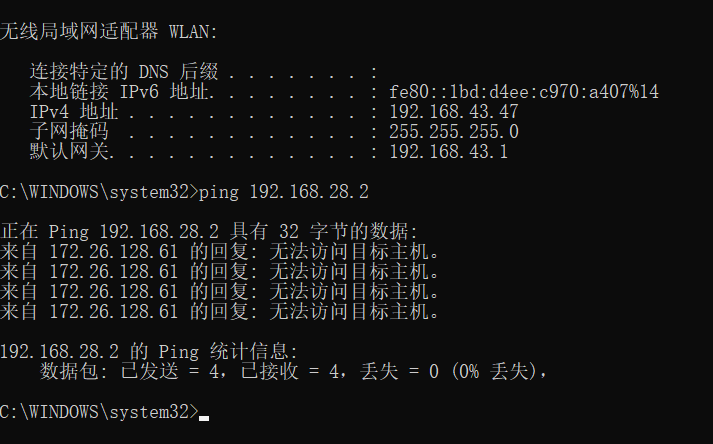 无线局域网适配器 WLAN:
连接特定的 DNS 后缀 . . . . . . . :
本地链接 IPv6 地址. . . . . . . . : fe80::1bd:d4ee:c970:a407%14
IPv4 地址 . . . . . . . . . . . . : 192.168.43.47
子网掩码  . . . . . . . . . . . . : 255.255.255.0
默认网关. . . . . . . . . . . . . : 192.168.43.1
C:\WINDOWS\system32>ping 192.168.28.2
正在 Ping 192.168.28.2 具有 32 字节的数据:
来自 172.26.128.61 的回复: 无法访问目标主机。
来自 172.26.128.61 的回复: 无法访问目标主机。
来自 172.26.128.61 的回复: 无法访问目标主机。
来自 172.26.128.61 的回复: 无法访问目标主机。
192.168.28.2 的 Ping 统计信息:
数据包: 已发送 = 4，已接收 = 4，丢失 = 0 (0% 丢失)，
C:\WINDOWS\system32>